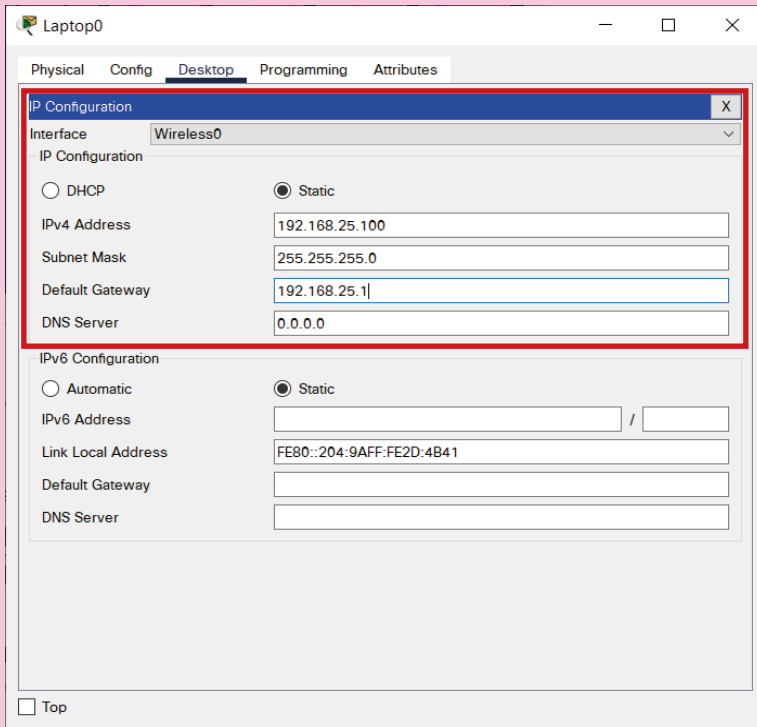 Laptop0
Physical Config Desktop Programming Attributes
IP Configuration X
Interface Wireless0
IP Configuration
DHCP Static
IPv4 Address 192.168.25.100
Subnet Mask 255.255.255.0
Default Gateway 192.168.25.1
DNS Server 0.0.0.0
IPv6 Configuration
Automatic Static
IPv6 Address /
Link Local Address FE80::204:9AFF:FE2D:4B41
Default Gateway
DNS Server
Top